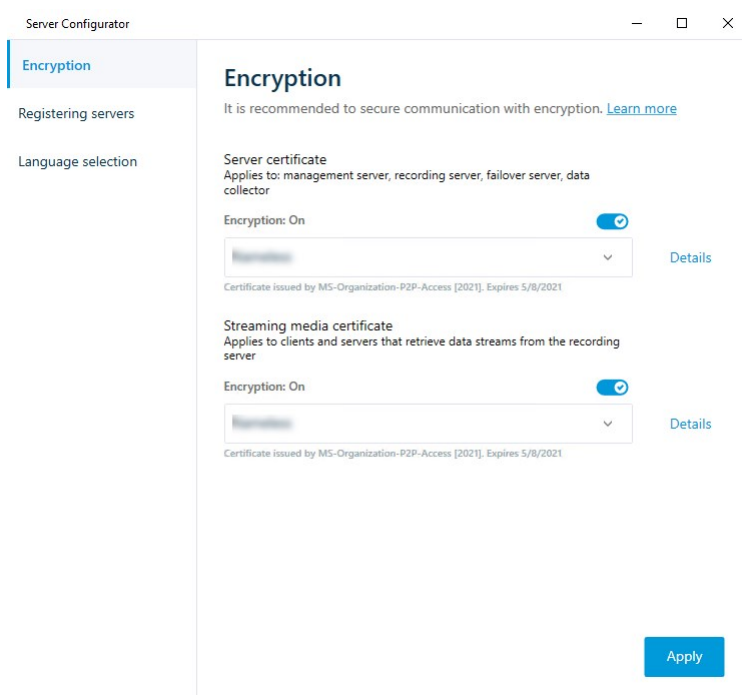 Server Configurator
Encryption
Registering servers
Language selection
Encryption
It is recommended to secure communication with encryption. Learn more
Server certificate
Applies to: management server, recording server, failover server, data
collector
Encryption: On
Details
Certificate issued by MS-Organization-P2P-Access [2021]. Expires 5/8/2021
Streaming media certificate
Applies to clients and servers that retrieve data streams from the recording
server
Encryption: On
Details
Certificate issued by MS-Organization-P2P-Access [2021]. Expires 5/8/2021
Apply